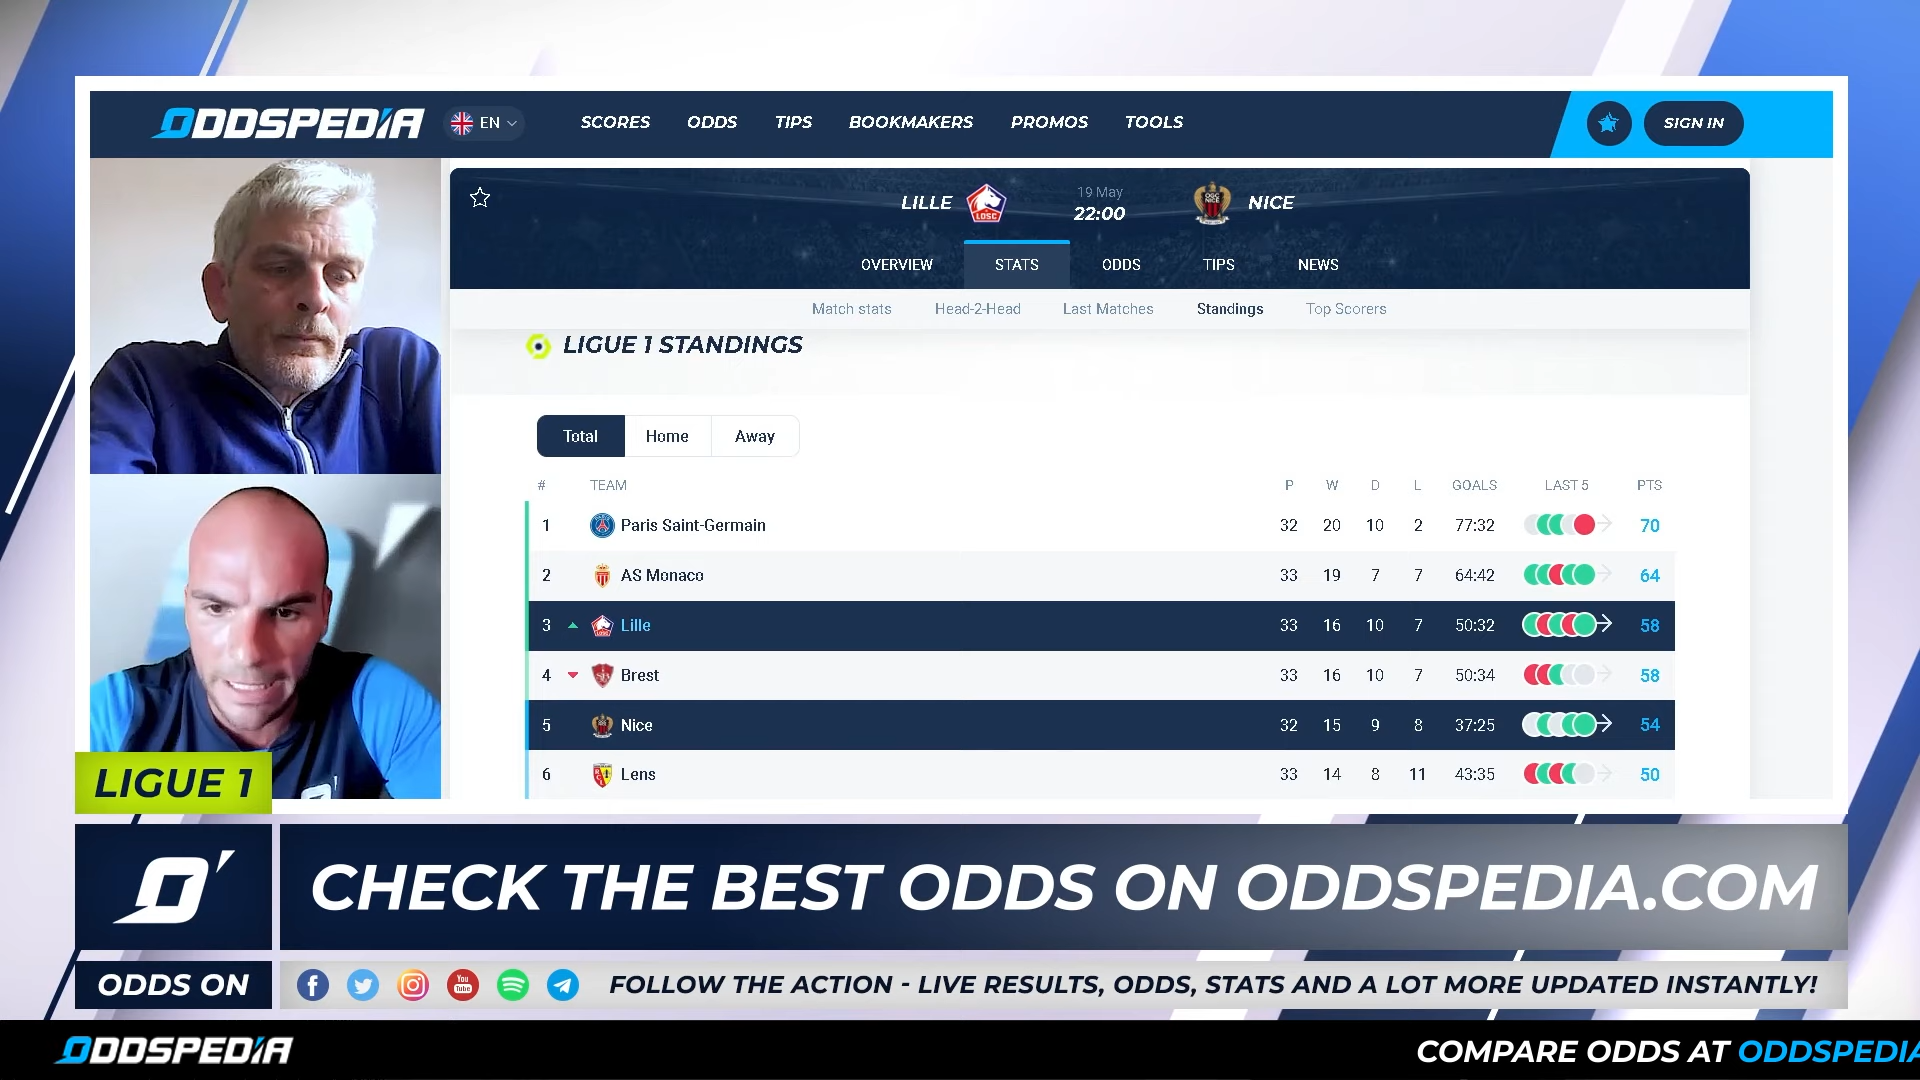 ODDSPEDIA
EN
SCORES ODDS TIPS BOOKMAKERS PROMOS TOOLS
SIGN IN
LILLE
LOSC
19 May
22:00
OGC NICE
NICE
OVERVIEW STATS ODDS TIPS NEWS
Match stats Head-2-Head Last Matches Standings Top Scorers
LIGUE 1 STANDINGS
Total Home Away
# TEAM P W D L GOALS LAST 5 PTS
1 Paris Saint-Germain 32 20 10 2 77:32 70
2 AS Monaco 33 19 7 7 64:42 64
3 Lille 33 16 10 7 50:32 58
4 Brest 33 16 10 7 50:34 58
5 Nice 32 15 9 8 37:25 54
6 Lens 33 14 8 11 43:35 50
LIGUE 1
CHECK THE BEST ODDS ON ODDSPEDIA.COM
ODDS ON
You Tube
FOLLOW THE ACTION - LIVE RESULTS, ODDS, STATS AND A LOT MORE UPDATED INSTANTLY!
ODDSPEDIA
COMPARE ODDS AT ODDSPEDIA